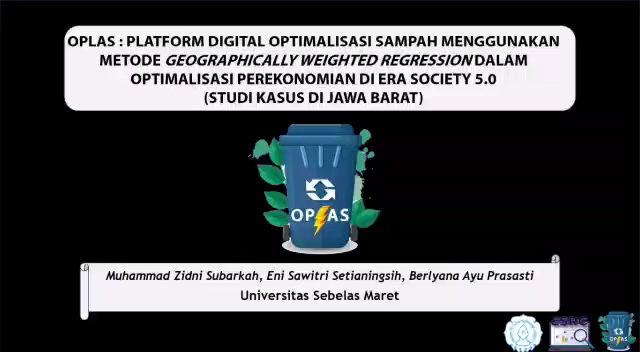 OPLAS : PLATFORM DIGITAL OPTIMALISASI SAMPAH MENGGUNAKAN
METODE GEOGRAPHICALLY WEIGHTED REGRESSION DALAM
OPTIMALISASI PEREKONOMIAN DI ERA SOCIETY 5.0
(STUDI KASUS DI JAWA BARAT)
OPLAS
Muhammad Zidni Subarkah, Eni Sawitri Setianingsih, Berlyana Ayu Prasasti
Universitas Sebelas Maret
OPLAS